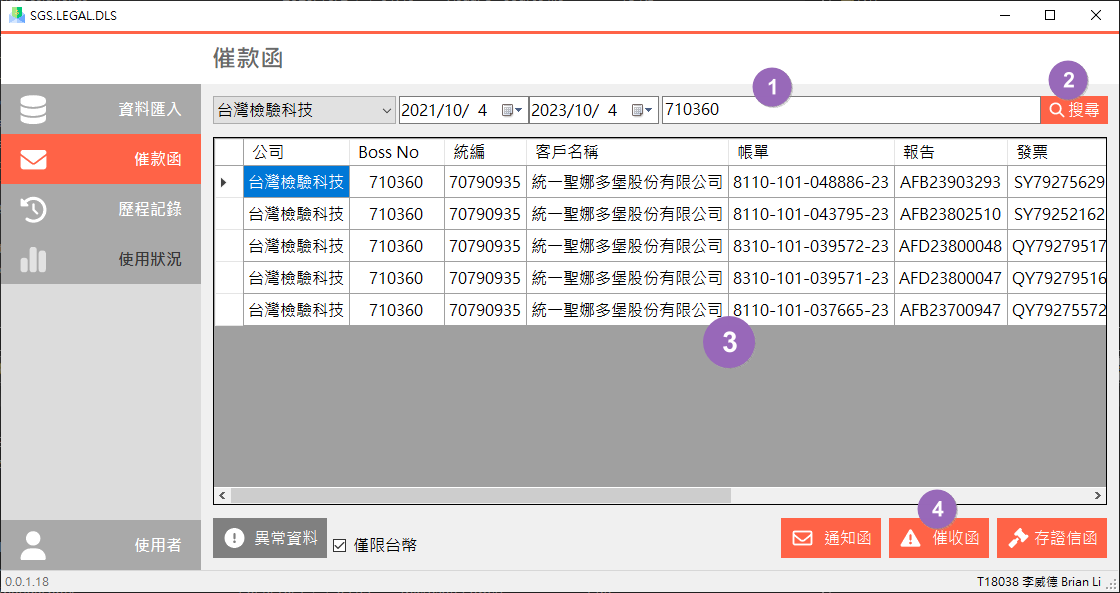 SGS.LEGAL.DLS
催款函
資料匯入
催款函
歷程記錄
使用狀況
使用者
台灣檢驗科技 2021/10/ 4 2023/10/ 4 710360 搜尋
1
2
公司 Boss No 統編 客戶名稱 帳單 報告 發票
台灣檢驗科技 710360 70790935 統一聖娜多堡股份有限公司 8110-101-048886-23 AFB23903293 SY79275629
台灣檢驗科技 710360 70790935 統一聖娜多堡股份有限公司 8110-101-043795-23 AFB23802510 SY79252162
台灣檢驗科技 710360 70790935 統一聖娜多堡股份有限公司 8310-101-039572-23 AFD23800048 QY79279517
台灣檢驗科技 710360 70790935 統一聖娜多堡股份有限公司 8310-101-039571-23 AFD23800047 QY79279516
台灣檢驗科技 710360 70790935 統一聖娜多堡股份有限公司 8110-101-037665-23 AFB23700947 QY79275572
3
4
異常資料 僅限台幣 通知函 催收函 存證信函
0.0.1.18 T18038 李威德 Brian Li